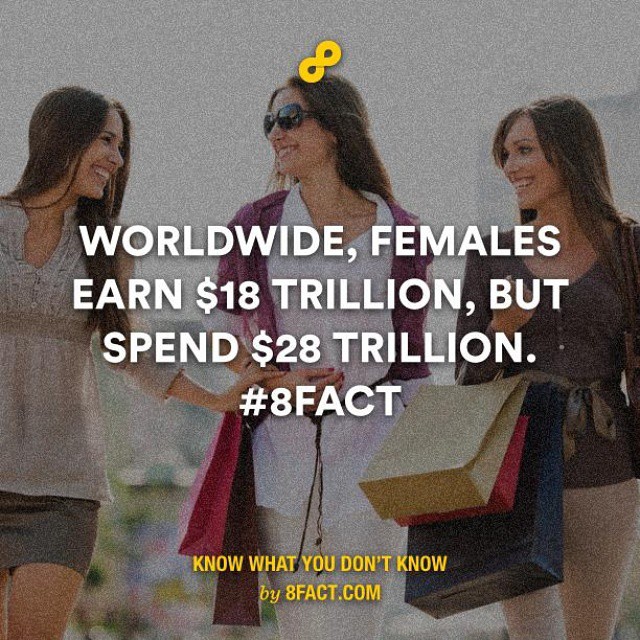 WORLDWIDE, FEMALES
EARN $18 TRILLION, BUT
SPEND $28 TRILLION.
#8FACT
KNOW WHAT YOU DON'T KNOW
by 8FACT.COM